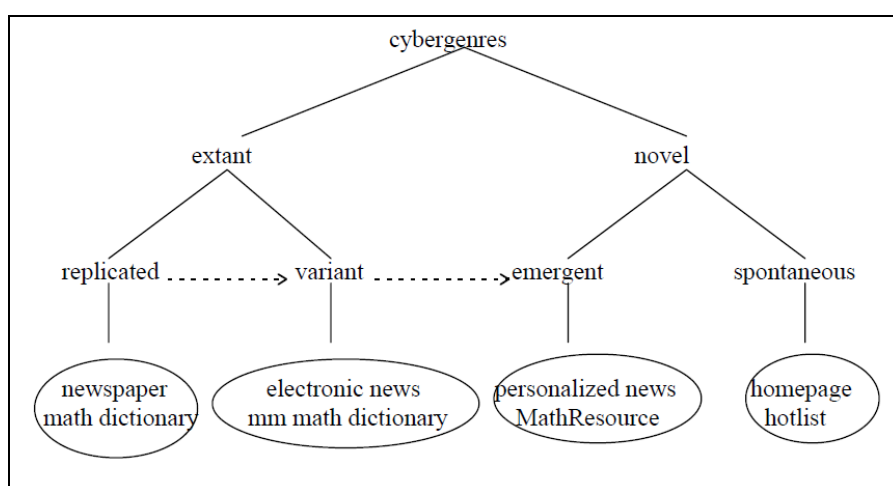 cybergenres
extant novel
replicated variant emergent spontaneous
newspaper electronic news personalized news homepage
math dictionary mm math dictionary MathResource hotlist